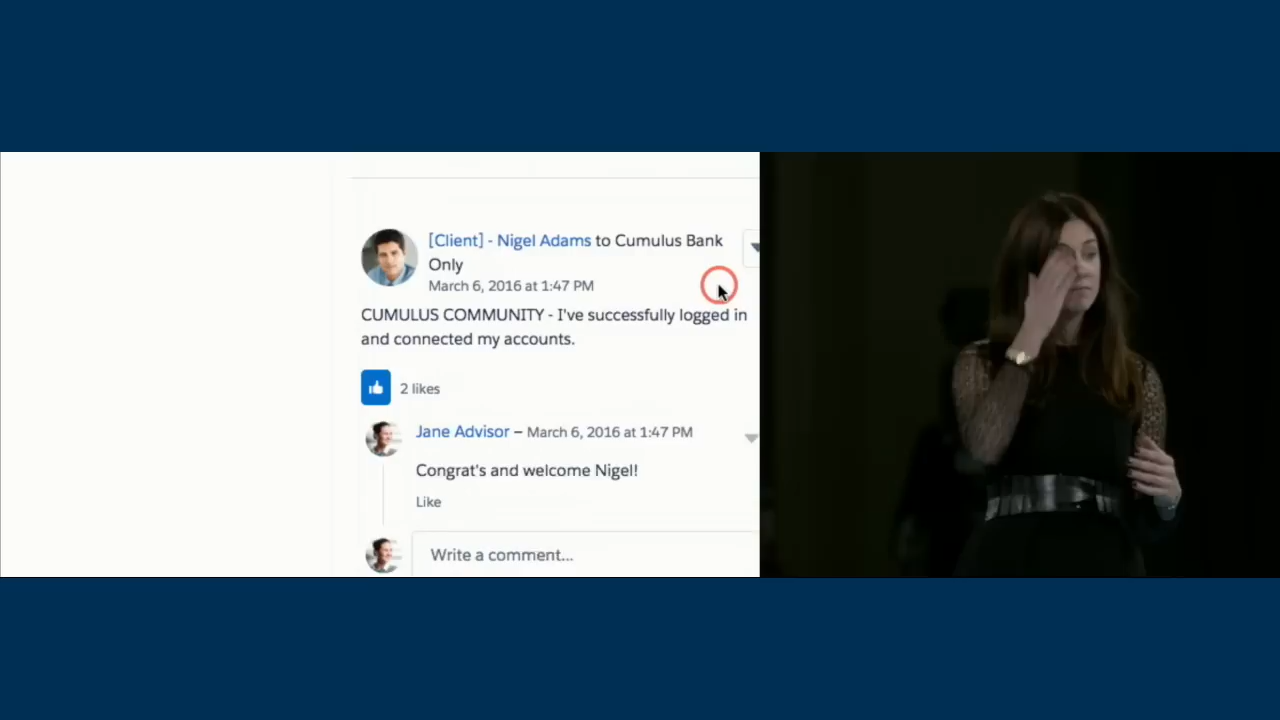 [Client] - Nigel Adams to Cumulus Bank
Only
March 6, 2016 at 1:47 PM
CUMULUS COMMUNITY - I've successfully logged in
and connected my accounts.
2 likes
Jane Advisor – March 6, 2016 at 1:47 PM
Congrat's and welcome Nigel!
Like
Write a comment...